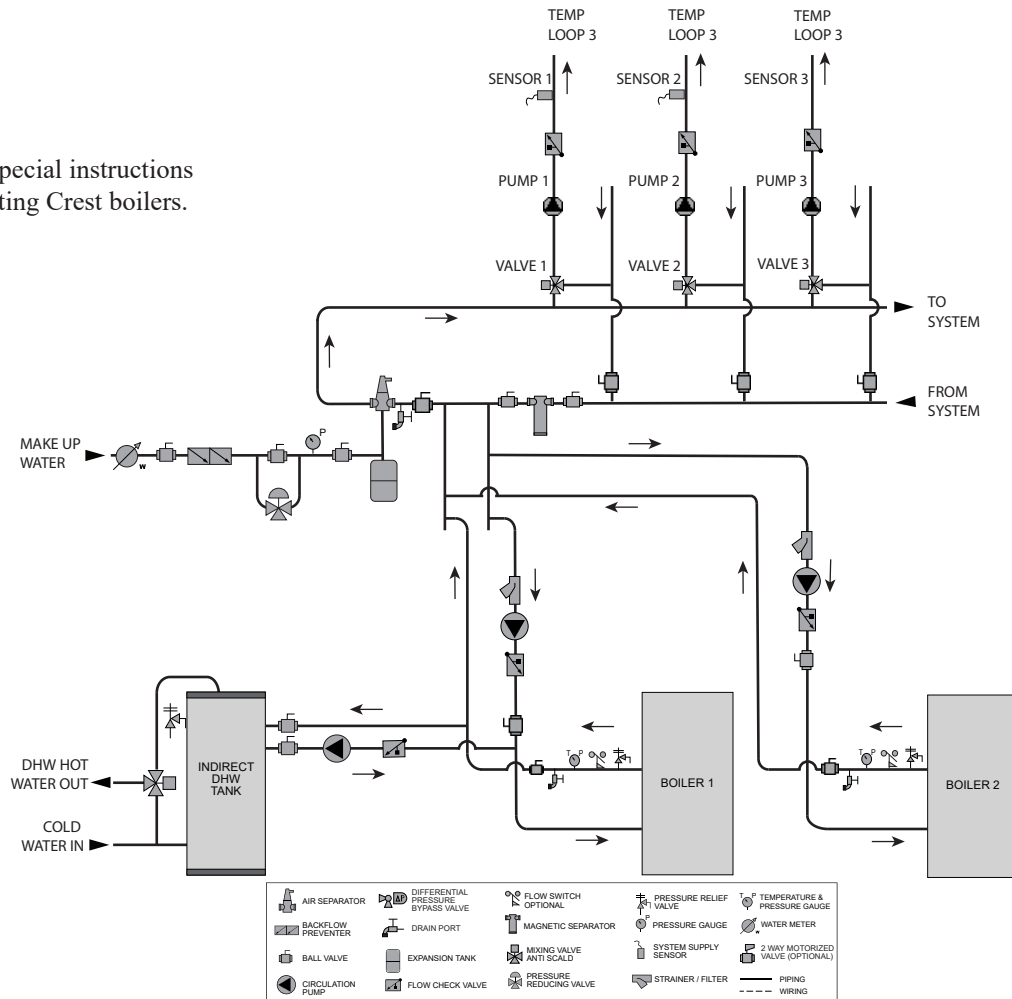 TEMP
LOOP 3
TEMP
LOOP 3
TEMP
LOOP 3
SENSOR 1
SENSOR 2
SENSOR 3
pecial instructions
ting Crest boilers.
PUMP 1
PUMP 2
PUMP 3
VALVE 1
VALVE 2
VALVE 3
TO
SYSTEM
FROM
SYSTEM
MAKE UP
WATER
W
P
DHW HOT
WATER OUT
COLD
WATER IN
INDIRECT
DHW
TANK
T P
BOILER 1
T P
BOILER 2
AIR SEPARATOR
BACKFLOW
PREVENTER
BALL VALVE
CIRCULATION
PUMP
ΔP
DIFFERENTIAL
PRESSURE
BYPASS VALVE
DRAIN PORT
EXPANSION TANK
FLOW CHECK VALVE
FLOW SWITCH
OPTIONAL
MAGNETIC SEPARATOR
MIXING VALVE
ANTI SCALD
PRESSURE
REDUCING VALVE
PRESSURE RELIEF
VALVE
P
PRESSURE GAUGE
SYSTEM SUPPLY
SENSOR
STRAINER / FILTER
T P
TEMPERATURE &
PRESSURE GAUGE
W
WATER METER
2 WAY MOTORIZED
VALVE (OPTIONAL)
PIPING
WIRING